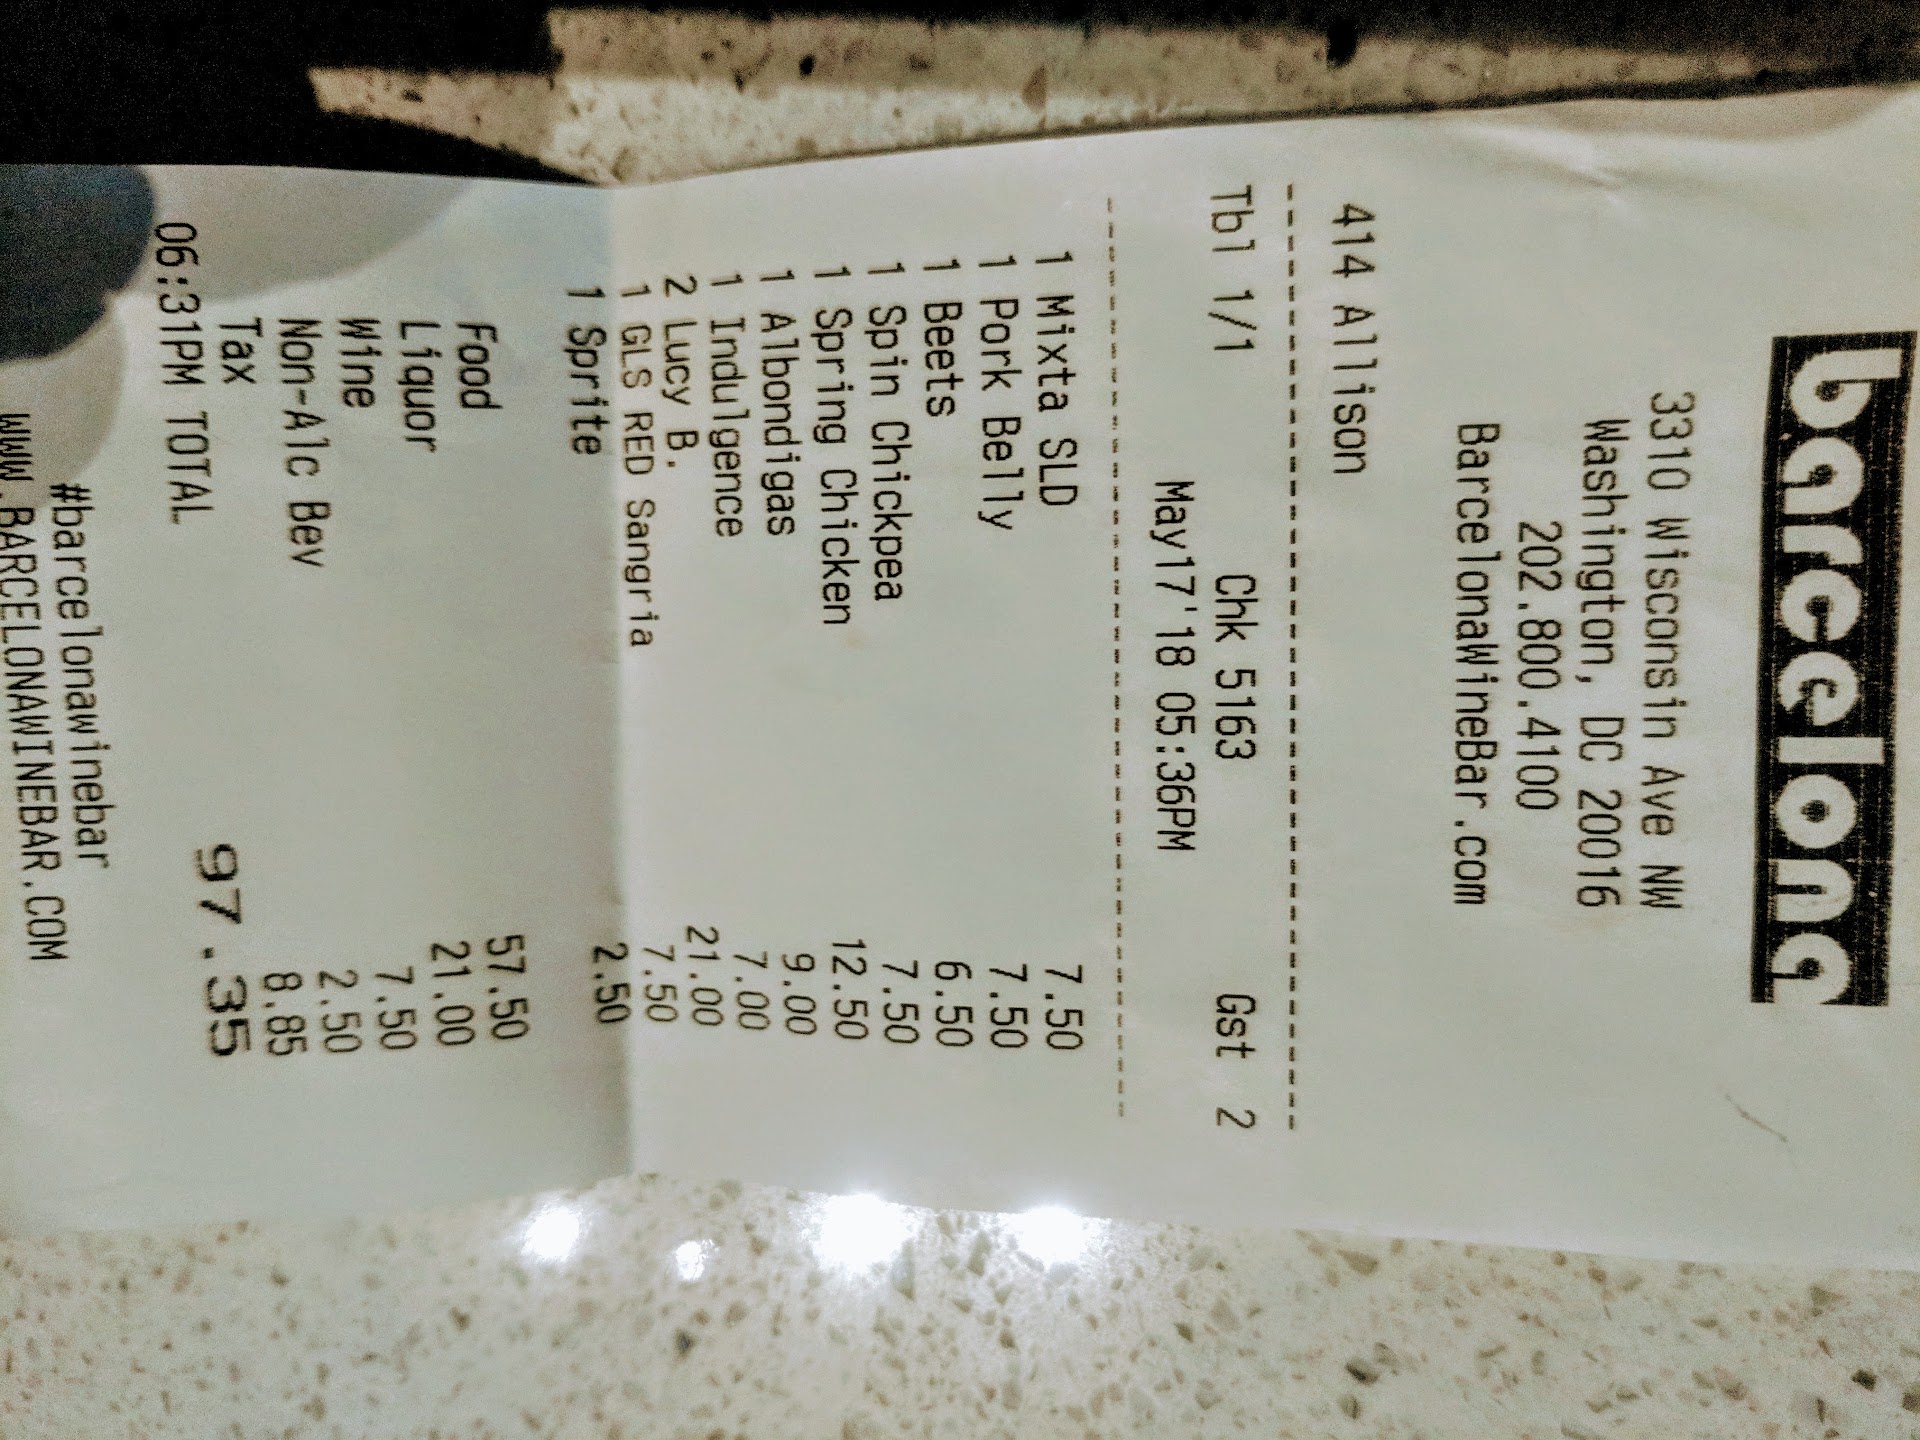 barcelona
3310 Wisconsin Ave NW
Washington, DC 20016
202.800.4100
BarcelonaWineBar.com
414 Allison
Tbl 1/1 Chk 5163 Gst 2
May17'18 05:36PM
1 Mixta SLD 7.50
1 Pork Belly 7.50
1 Beets 6.50
1 Spin Chickpea 7.50
1 Spring Chicken 12.50
1 Albondigas 9.00
1 Indulgence 7.00
2 Lucy B. 21.00
1 GLS RED Sangria 7.50
1 Sprite 2.50
Food 57.50
Liquor 21.00
Wine 7.50
Non-Alc Bev 2.50
Tax 8.85
06:31PM TOTAL 97.35
#barcelonawinebar
WWW.BARCELONAWINEBAR.COM